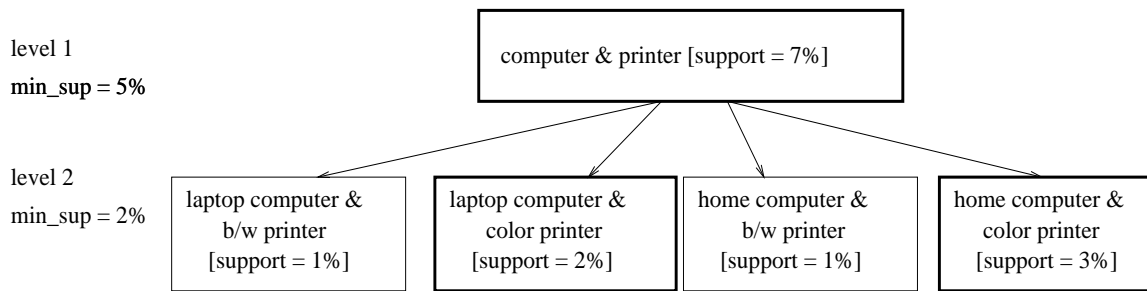 level 1
min_sup = 5%
computer & printer [support = 7%]
level 2
min_sup = 2%
laptop computer &
b/w printer
[support = 1%]
laptop computer &
color printer
[support = 2%]
home computer &
b/w printer
[support = 1%]
home computer &
color printer
[support = 3%]